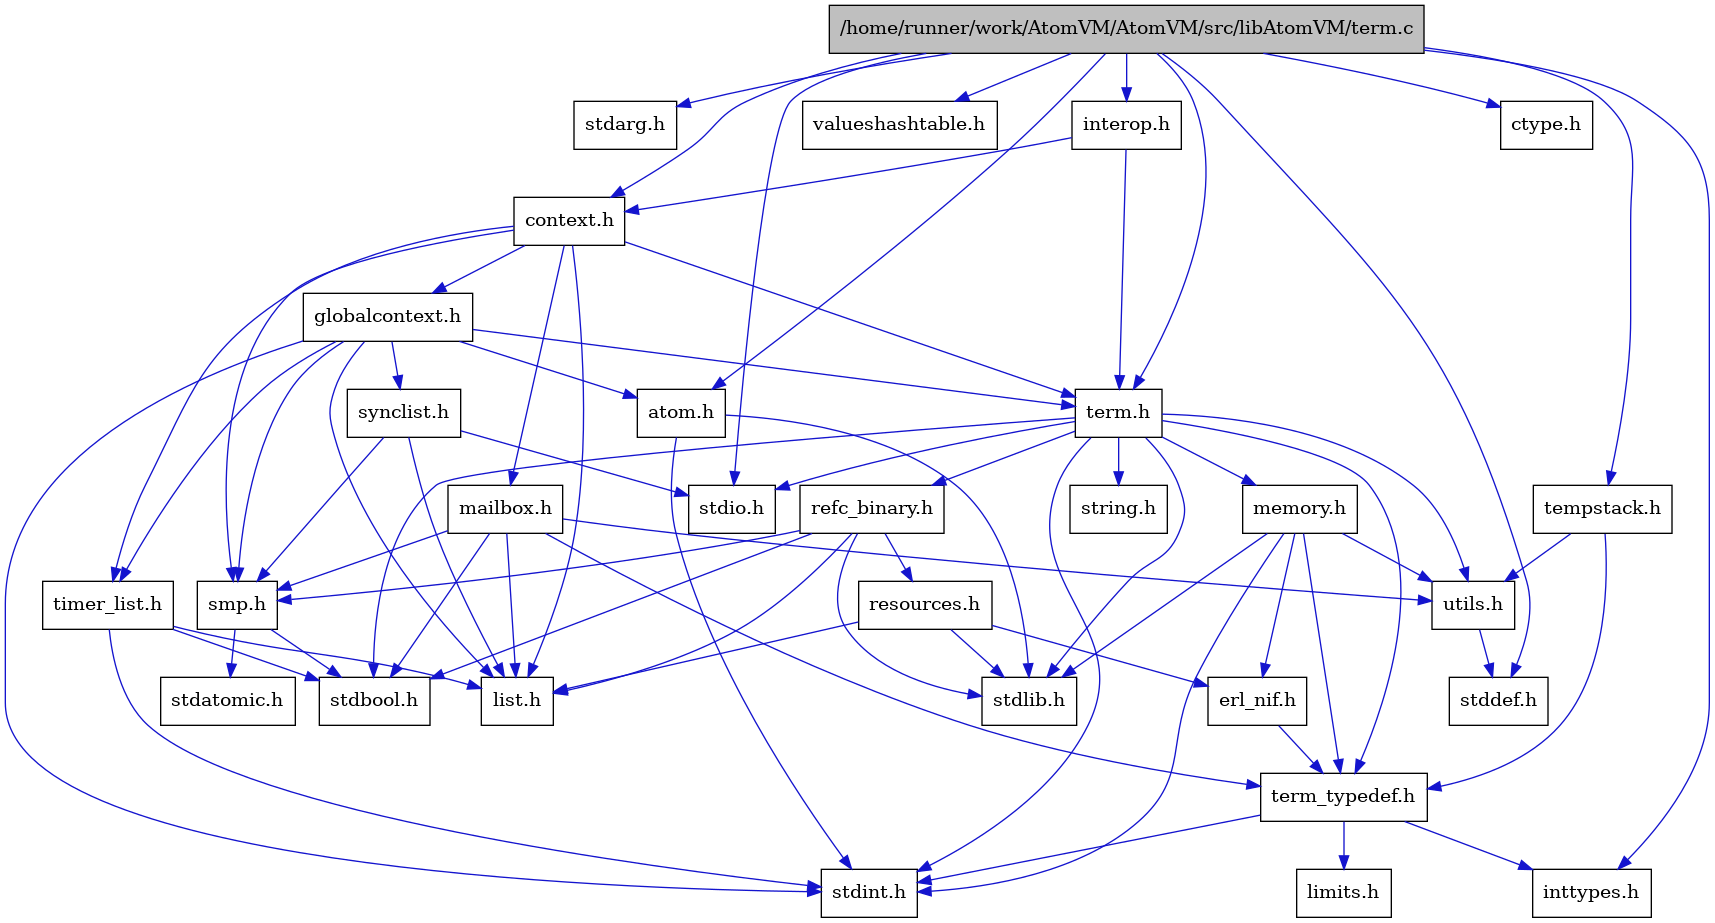 /home/runner/work/AtomVM/AtomVM/src/libAtomVM/term.c
stdarg.h
valueshashtable.h
interop.h
ctype.h
context.h
globalcontext.h
synclist.h
atom.h
term.h
mailbox.h
stdio.h
refc_binary.h
string.h
memory.h
tempstack.h
timer_list.h
smp.h
resources.h
utils.h
stdatomic.h
stdbool.h
list.h
stdlib.h
erl_nif.h
stddef.h
term_typedef.h
stdint.h
limits.h
inttypes.h